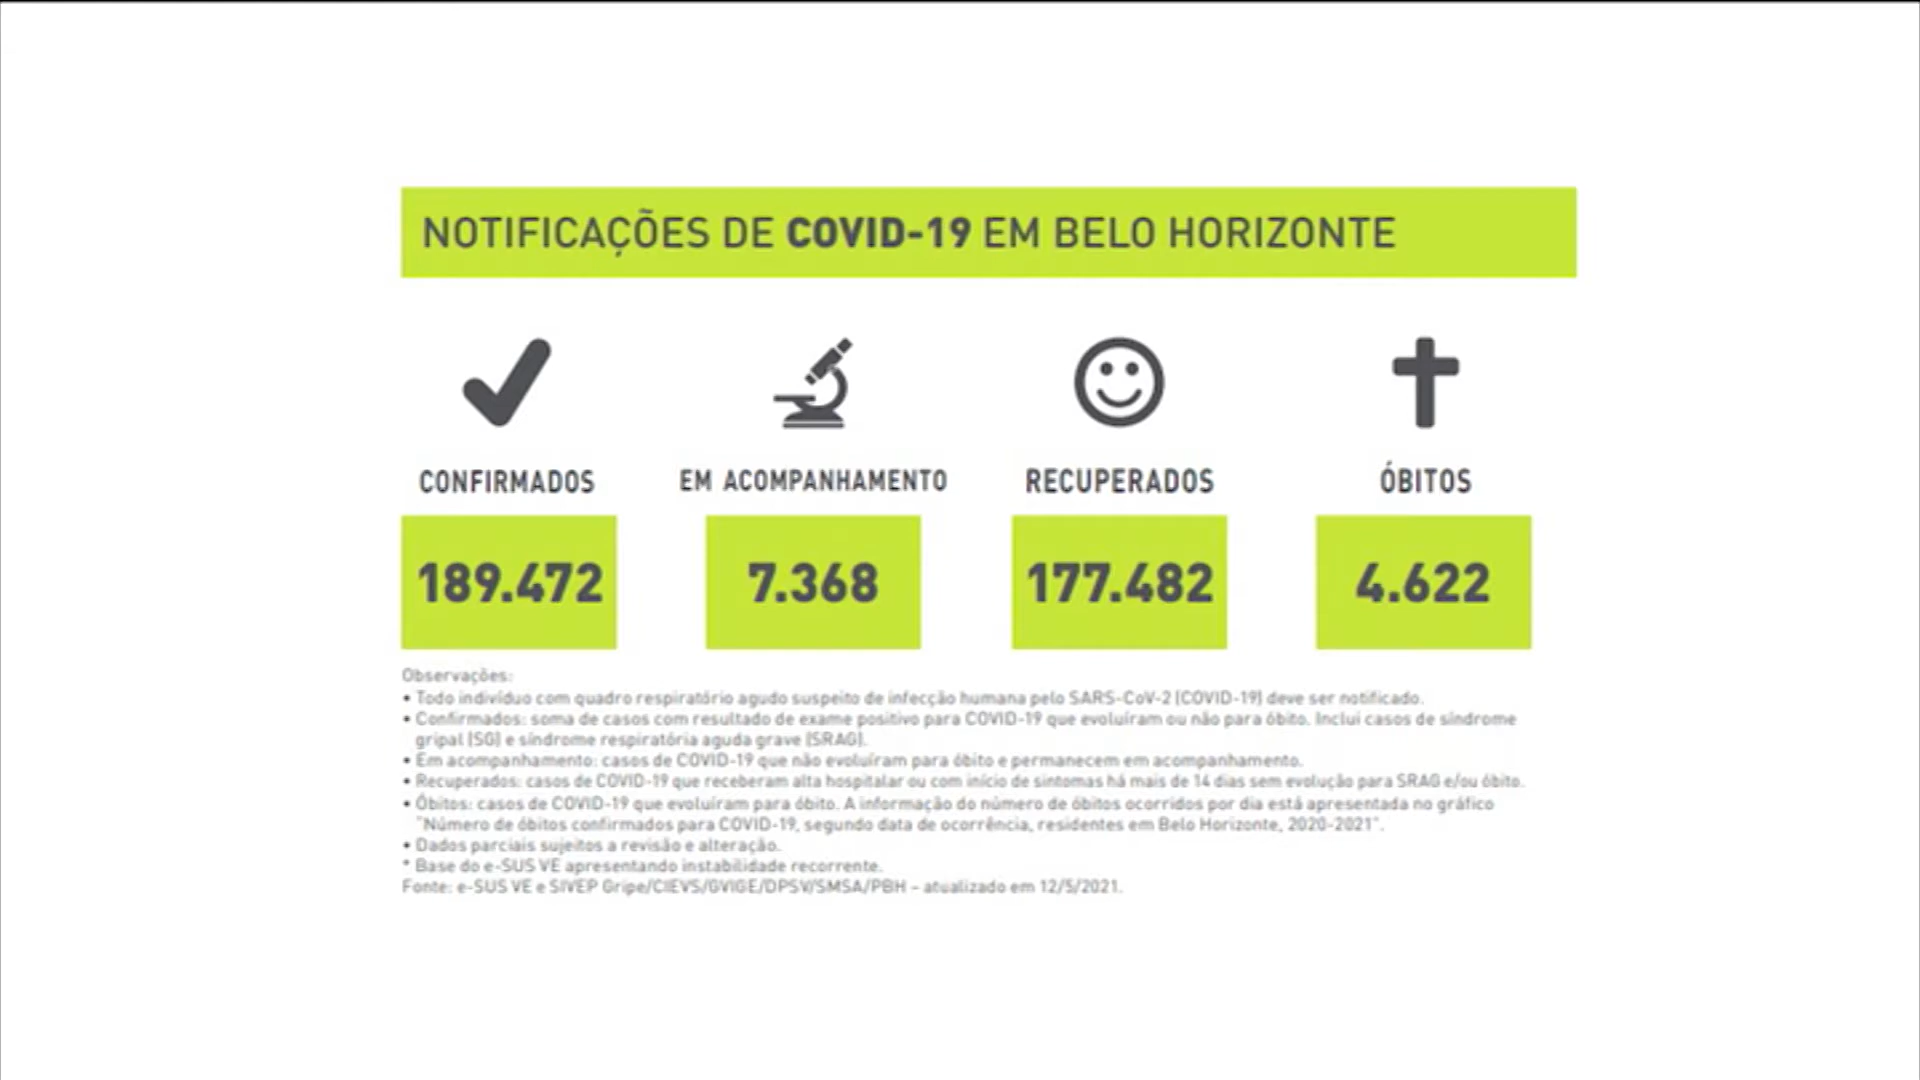 NOTIFICAÇÕES DE COVID-19 EM BELO HORIZONTE
CONFIRMADOS
EM ACOMPANHAMENTO
RECUPERADOS
ÓBITOS
189.472
7.368
177.482
4.622
Observações:
• Todo indivíduo com quadro respiratório agudo suspeito de infecção humana pelo SARS-CoV-2 (COVID-19) deve ser notificado.
• Confirmados: soma de casos com resultado de exame positivo para COVID-19 que evoluíram ou não para óbito. Inclui casos de síndrome
gripal (SG) e síndrome respiratória aguda grave (SRAG).
• Em acompanhamento: casos de COVID-19 que não evoluíram para óbito e permanecem em acompanhamento.
• Recuperados: casos de COVID-19 que receberam alta hospitalar ou com início de sintomas há mais de 14 dias sem evolução para SRAG e/ou óbito.
• Óbitos: casos de COVID-19 que evoluíram para óbito. A informação do número de óbitos ocorridos por dia está apresentada no gráfico
"Número de óbitos confirmados para COVID-19, segundo data de ocorrência, residentes em Belo Horizonte, 2020-2021".
• Dados parciais sujeitos a revisão e alteração.
* Base do e-SUS VE apresentando instabilidade recorrente.
Fonte: e-SUS VE e SIVEP Gripe/CIEVS/GVIGE/DPSV/SMSA/PBH – atualizado em 12/5/2021.